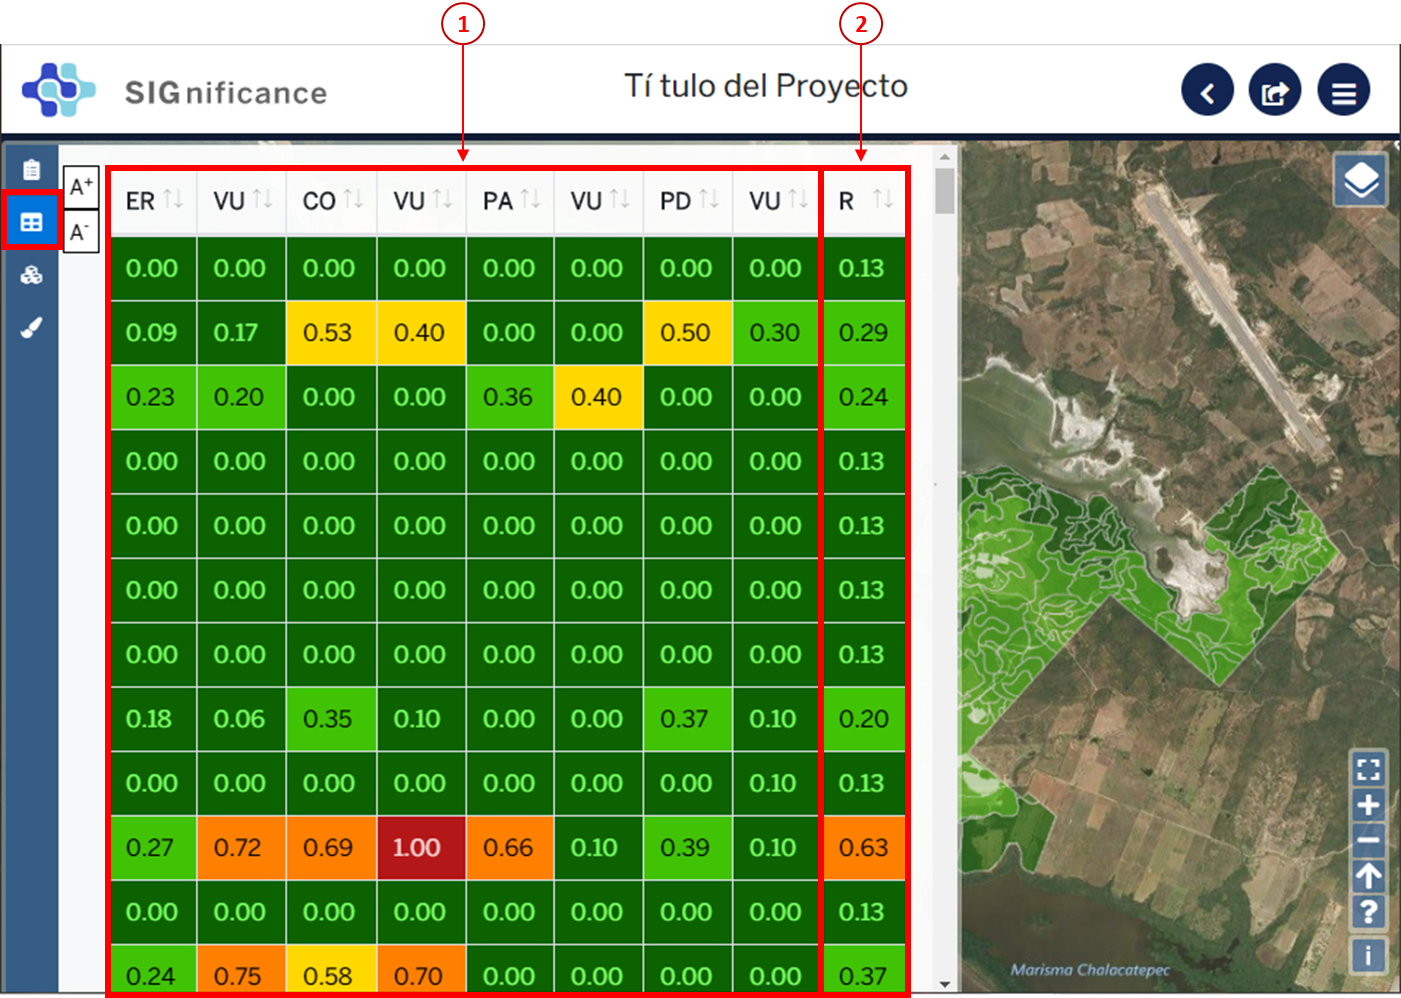 1 2
SIGnificance
Tí tulo del Proyecto
A+
A-
ER VU CO VU PA VU PD VU R
0.00 0.00 0.00 0.00 0.00 0.00 0.00 0.00 0.13
0.09 0.17 0.53 0.40 0.00 0.00 0.50 0.30 0.29
0.23 0.20 0.00 0.00 0.36 0.40 0.00 0.00 0.24
0.00 0.00 0.00 0.00 0.00 0.00 0.00 0.00 0.13
0.00 0.00 0.00 0.00 0.00 0.00 0.00 0.00 0.13
0.00 0.00 0.00 0.00 0.00 0.00 0.00 0.00 0.13
0.00 0.00 0.00 0.00 0.00 0.00 0.00 0.00 0.13
0.18 0.06 0.35 0.10 0.00 0.00 0.37 0.10 0.20
0.00 0.00 0.00 0.00 0.00 0.00 0.00 0.10 0.13
0.27 0.72 0.69 1.00 0.66 0.10 0.39 0.10 0.63
0.00 0.00 0.00 0.00 0.00 0.00 0.00 0.00 0.13
0.24 0.75 0.58 0.70 0.00 0.00 0.00 0.00 0.37
Marisma Chalacatepec
?
i